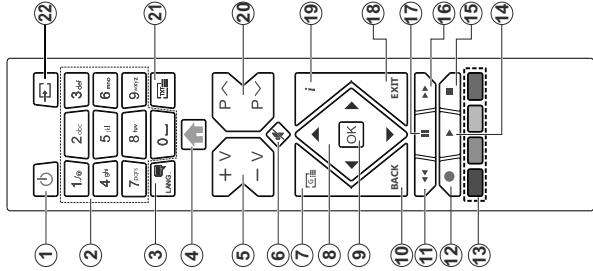 1 22
1./@ 2abc 3def
2 4ghi 5jkl 6mno
7pqrs 8tuv 9wxyz
3 LANG. 0 TXT 21
4
5 + V P 20
- V P
6
7 G i 19
8
9 OK
10 BACK EXIT 18
11 17 16
12 14 15
13